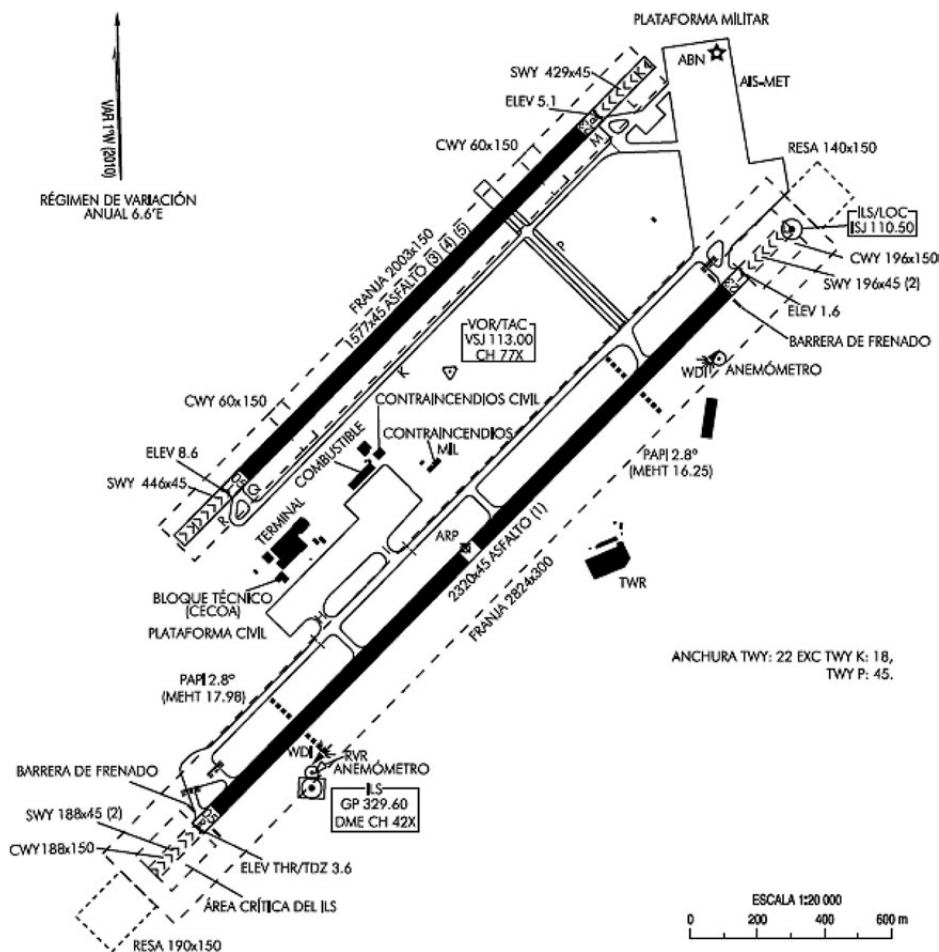 PLATAFORMA MÍLITAR
ABN
AIS-MET
SWY 429x45
ELEV 5.1
CWY 60x150
RESA 140x150
VAR 1°W (2010)
RÉGIMEN DE VARIACIÓN
ANUAL 6.6'E
ILS/LOC
ISJ 110.50
CWY 196x150
SWY 196x45 (2)
ELEV 1.6
BARRERA DE FRENADO
M
P
FRANJA 2003x150
1577x45 ASFALTO (3) (4) (5)
VOR/TAC
VSJ 113.00
CH 77X
WDI
ANEMÓMETRO
K
CWY 60x150
CONTRAINCENDIOS CIVIL
CONTRAINCENDIOS
MIL
COMBUSTIBLE
PAPI 2.8º
(MEHT 16.25)
ELEV 8.6
SWY 446x45
R
Q
TERMINAL
ARP
I
2320x45 ASFALTO (1)
FRANJA 2824x300
TWR
BLOQUE TÉCNICO
(CECOA)
PLATAFORMA CIVIL
H
ANCHURA TWY: 22 EXC TWY K: 18,
TWY P: 45.
PAPI 2.8º
(MEHT 17.98)
WDI
RVR
ANEMÓMETRO
ILS
GP 329.60
DME CH 42X
BARRERA DE FRENADO
SWY 188x45 (2)
CWY188x150
ELEV THR/TDZ 3.6
ÁREA CRÍTICA DEL ILS
RESA 190x150
ESCALA 1:20 000
0 200 400 600 m